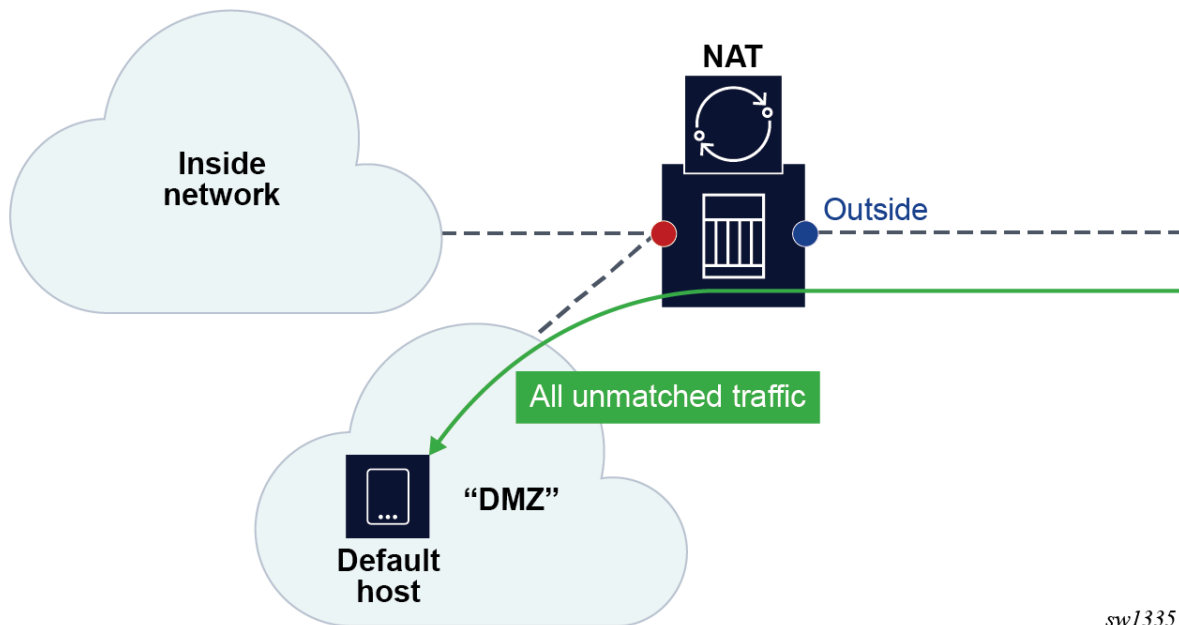 NAT
Inside
network
Outside
All unmatched traffic
“DMZ”
Default
host
sw1335